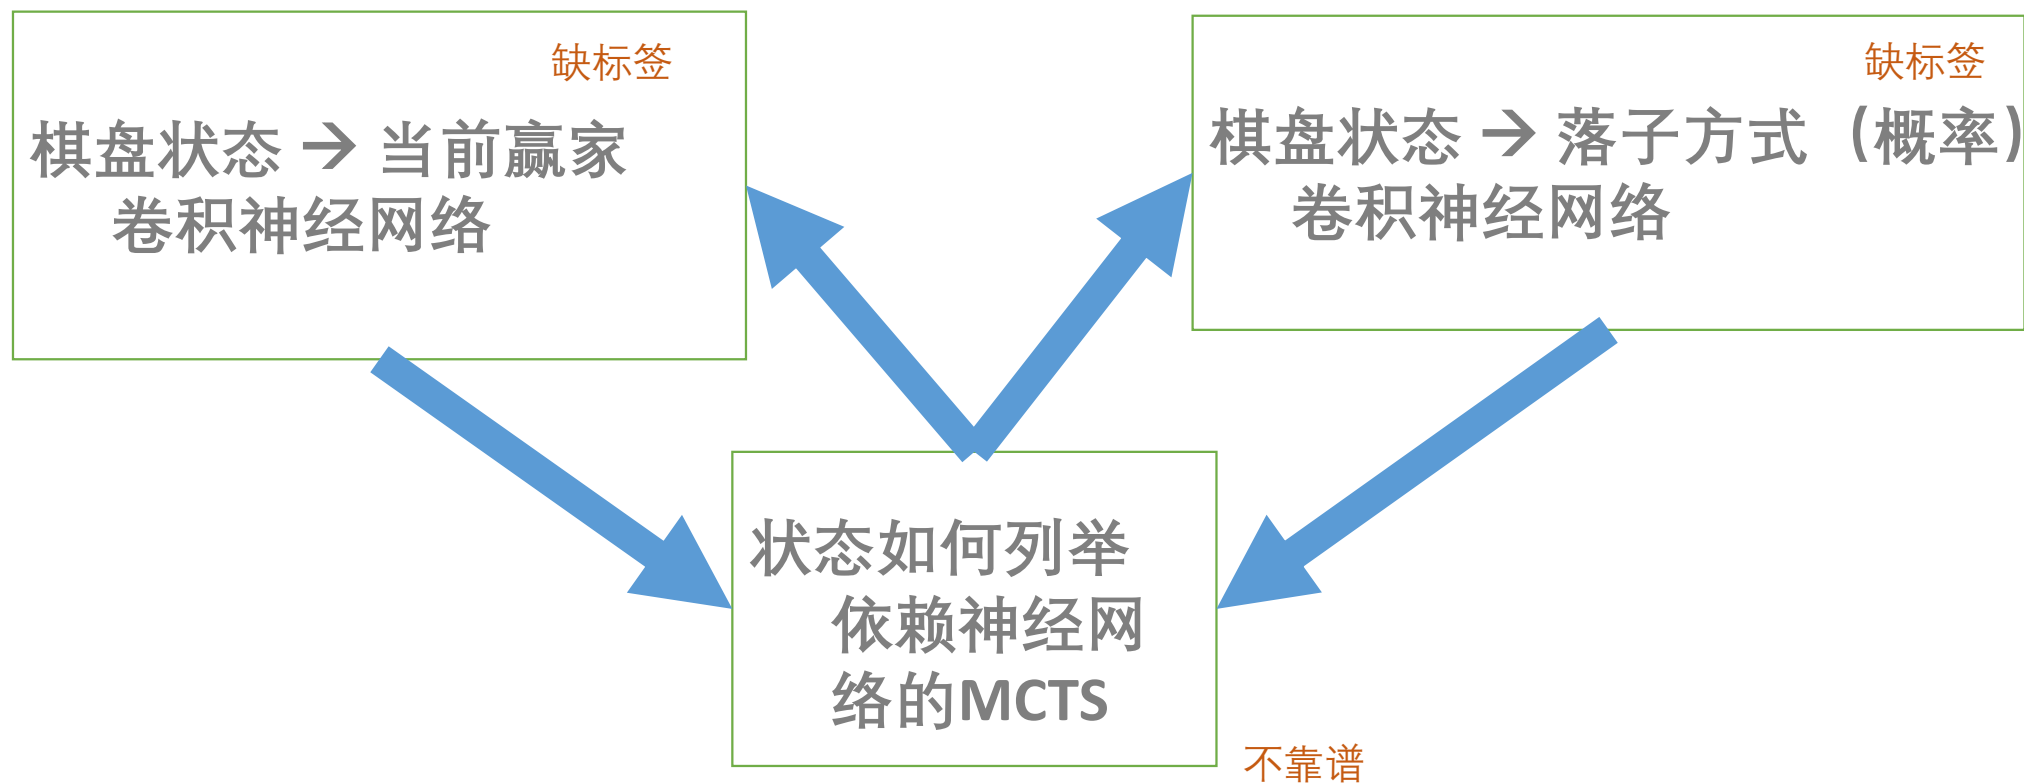 缺标签
棋盘状态 → 当前赢家
卷积神经网络
缺标签
棋盘状态 → 落子方式（概率）
卷积神经网络
状态如何列举
依赖神经网
络的MCTS
不靠谱